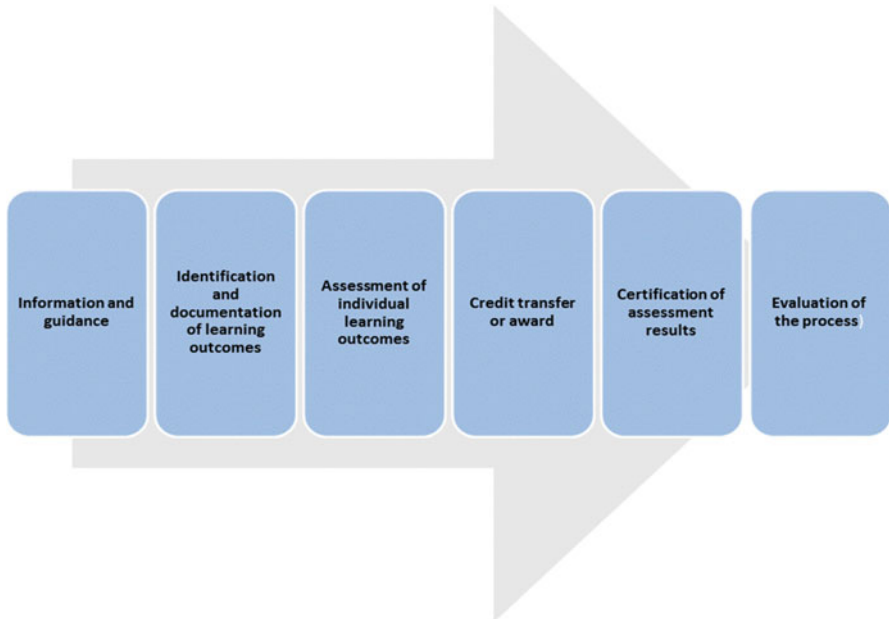 Information and
guidance
Identification
and
documentation
of learning
outcomes
Assessment of
individual
learning
outcomes
Credit transfer
or award
Certification of
assessment
results
Evaluation of
the process)